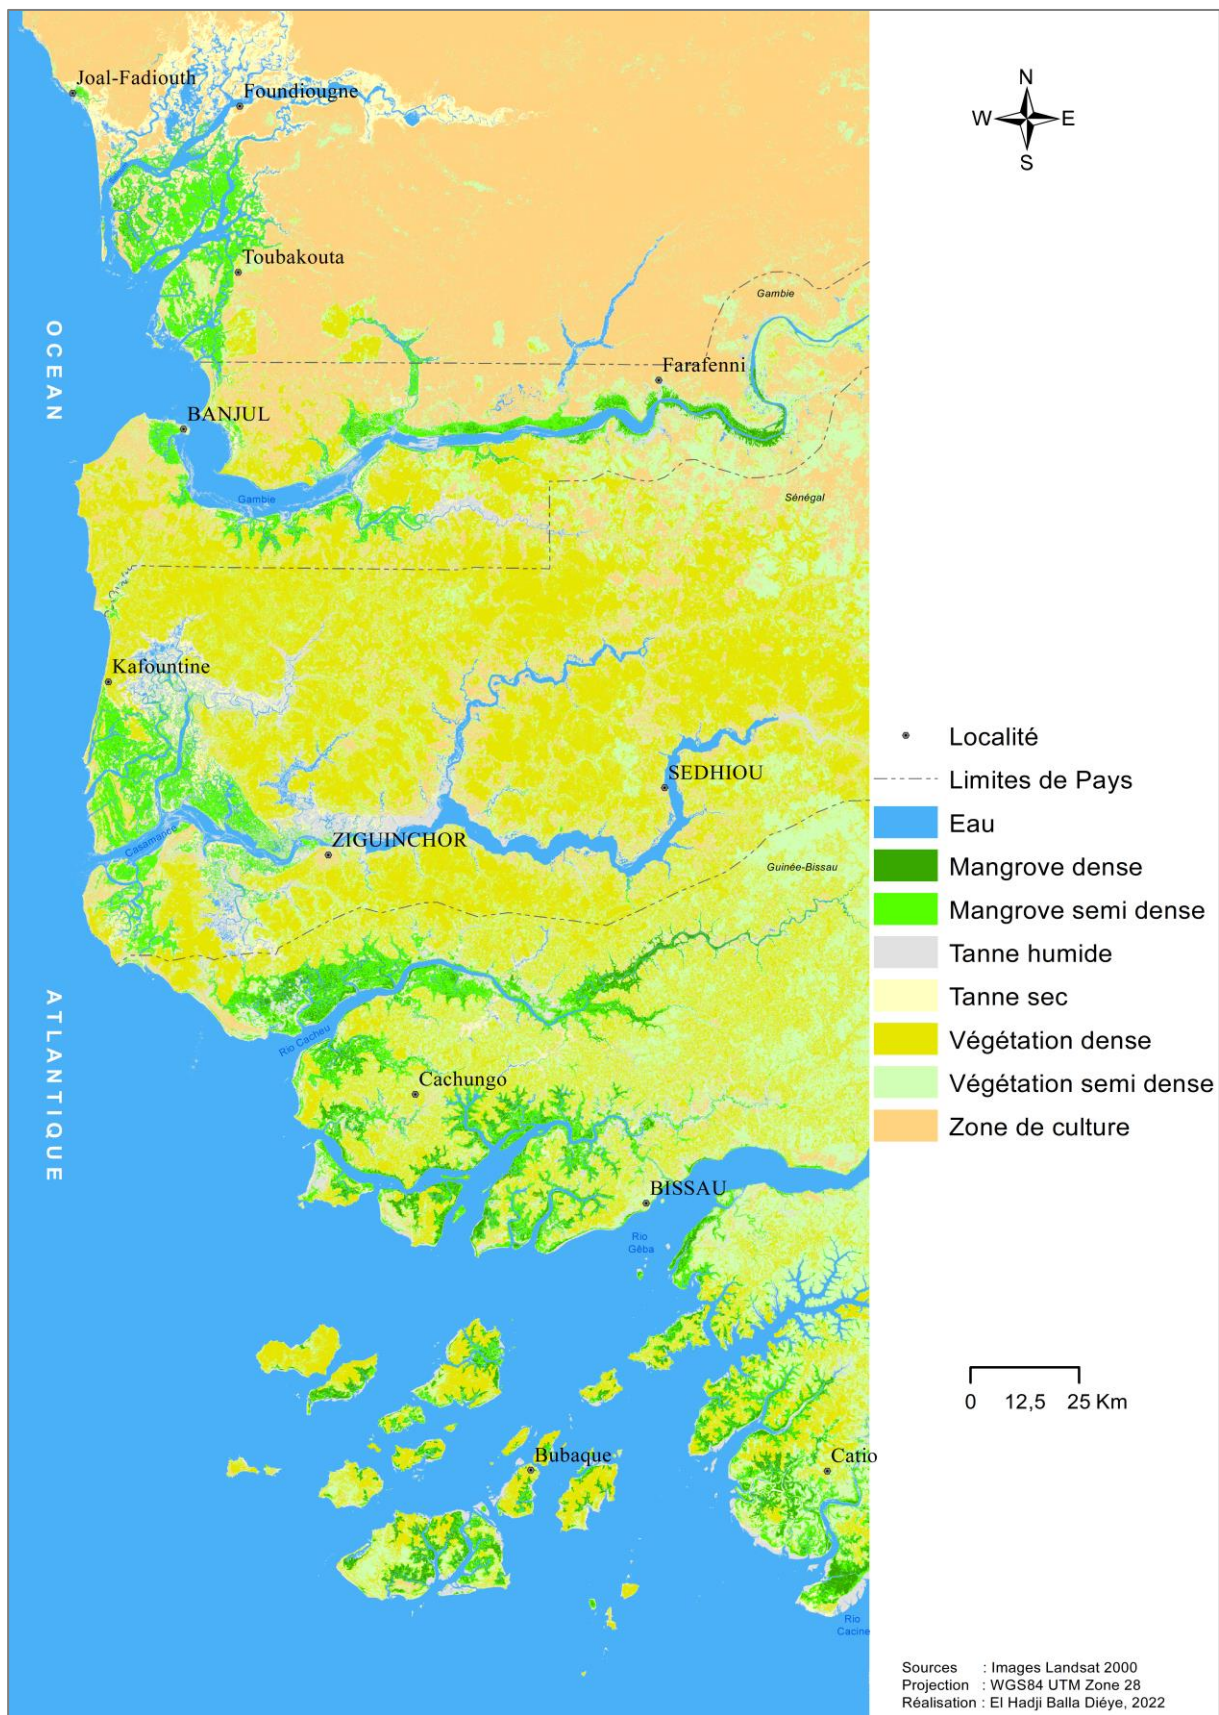 Joal-Fadiouth
Foundiougne
N
W
E
S
Toubakouta
Gambie
OCEAN
Farafenni
BANJUL
Gambie
Sénégal
Kafountine
SEDHIOU
Casamance
ZIGUINCHOR
Guinée-Bissau
ATLANTIQUE
Rio Cacheu
Cachungo
BISSAU
Rio
Gêba
Bubaque
Catio
Rio
Cacine
Localité
Limites de Pays
Eau
Mangrove dense
Mangrove semi dense
Tanne humide
Tanne sec
Végétation dense
Végétation semi dense
Zone de culture
0 12,5 25 Km
Sources : Images Landsat 2000
Projection : WGS84 UTM Zone 28
Réalisation : El Hadji Balla Diéye, 2022